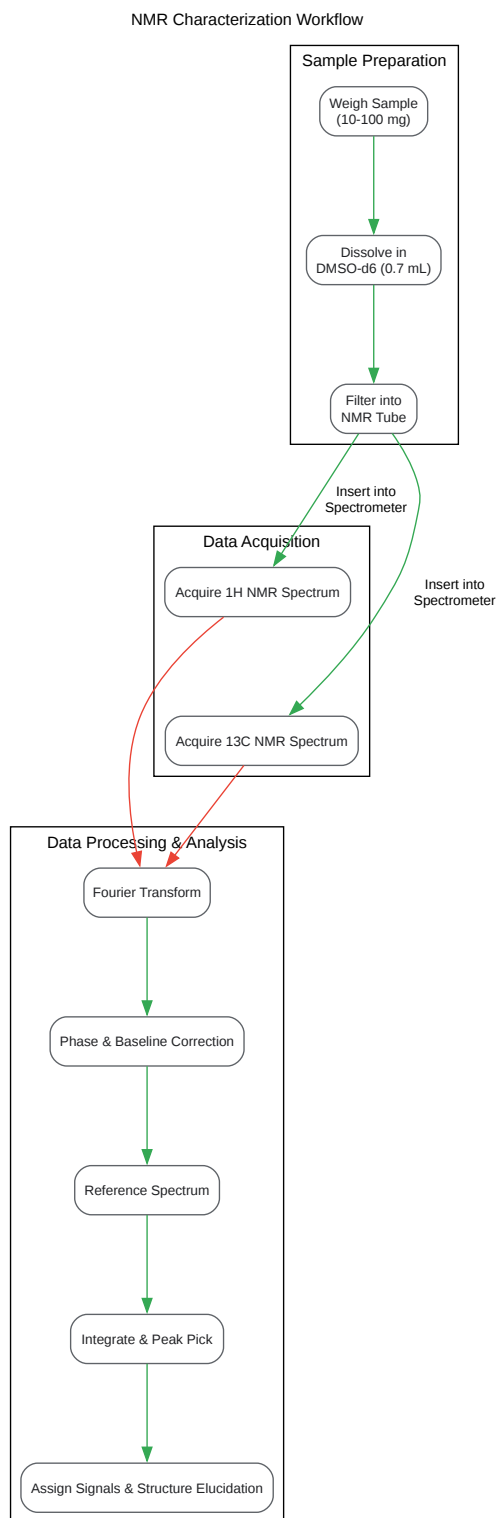 NMR Characterization Workflow
Sample Preparation
Weigh Sample
(10-100 mg)
Dissolve in
DMSO-d6 (0.7 mL)
Filter into
NMR Tube
Insert into
Spectrometer
Data Acquisition
Acquire 1H NMR Spectrum
Insert into
Spectrometer
Acquire 13C NMR Spectrum
Data Processing & Analysis
Fourier Transform
Phase & Baseline Correction
Reference Spectrum
Integrate & Peak Pick
Assign Signals & Structure Elucidation